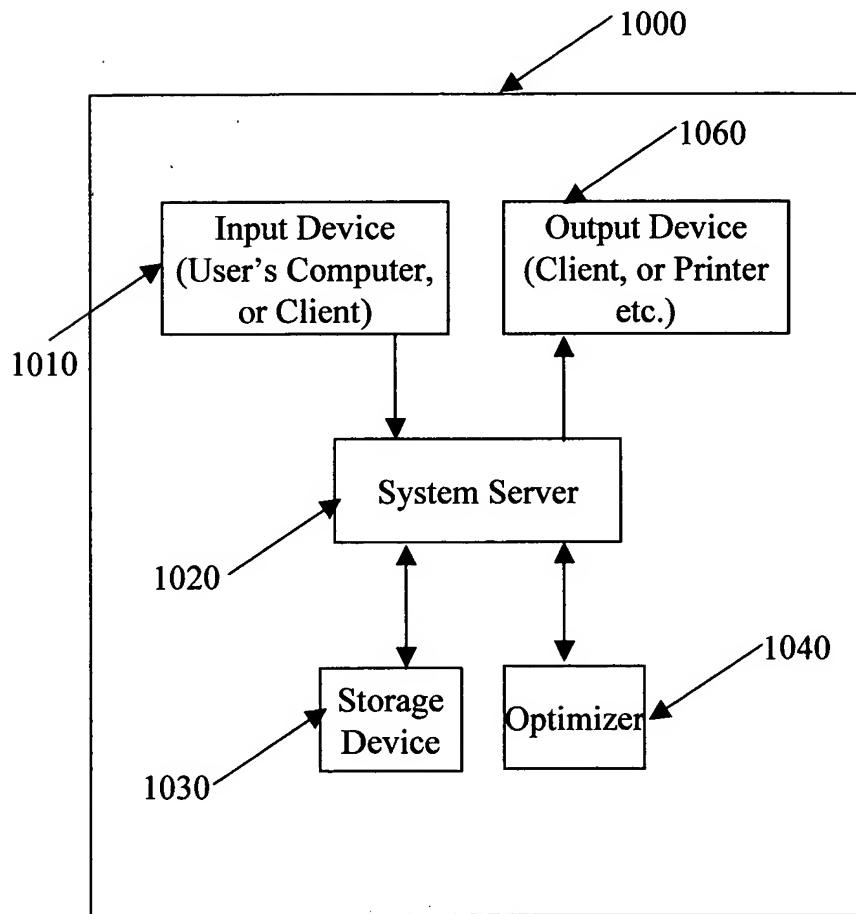 1000
1060
Input Device
(User's Computer,
or Client)
Output Device
(Client, or Printer
etc.)
1010
System Server
1020
1040
Storage
Device
Optimizer
1030